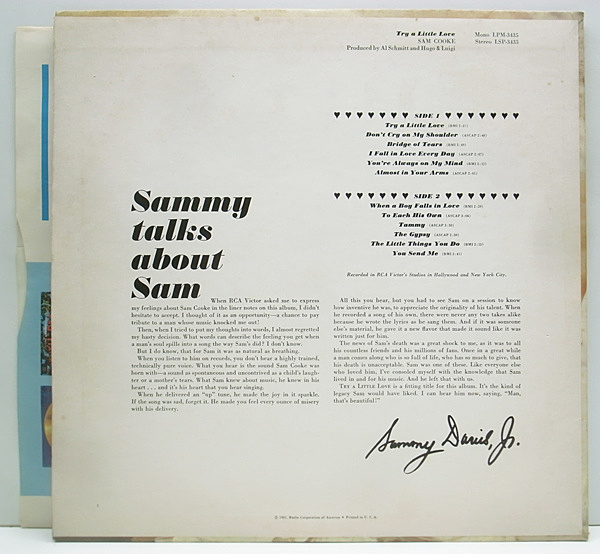 Try a Little Love
SAM COOKE
Produced by Al Schmitt and Hugo & Luigi
Mono LPM-3435
Stereo LSP-3435
♥ ♥ ♥ ♥ ♥ ♥ ♥ SIDE 1 ♥ ♥ ♥ ♥ ♥ ♥ ♥
Try a Little Love
Don't Cry on My Shoulder
Bridge of Tears
I Fall in Love Every Day
You're Always on My Mind
Almost in Your Arms
♥ ♥ ♥ ♥ ♥ ♥ ♥ SIDE 2 ♥ ♥ ♥ ♥ ♥ ♥ ♥
When a Boy Falls in Love
To Each His Own
Tammy
The Gypsy
The Little Things You Do
You Send Me
Recorded in RCA Victor's Studios in Hollywood and New York City.
Sammy
talks
about
Sam
When RCA Victor asked me to express
my feelings about Sam Cooke in the liner notes on this album, I didn't
hesitate to accept. I thought of it as an opportunity—a chance to pay
tribute to a man whose music knocked me out!
Then, when I tried to put my thoughts into words, I almost regretted
my hasty decision. What words can describe the feeling you get when
a man's soul spills into a song the way Sam's did? I don't know.
But I do know, that for Sam it was as natural as breathing.
When you listen to him on records, you don't hear a highly trained,
technically pure voice. What you hear is the sound Sam Cooke was
born with—a sound as spontaneous and uncontrived as a child's laugh-
ter or a mother's tears. What Sam knew about music, he knew in his
heart . . . and it's his heart that you hear singing.
When he delivered an "up" tune, he made the joy in it sparkle.
If the song was sad, forget it. He made you feel every ounce of misery
with his delivery.
All this you hear, but you had to see Sam on a session to know
how inventive he was, to appreciate the originality of his talent. When
he recorded a song of his own, there were never any two takes alike
because he wrote the lyrics as he sang them. And if it was someone
else's material, he gave it a new flavor that made it sound like it was
written just for him.
The news of Sam's death was a great shock to me, as it was to all
his countless friends and his millions of fans. Once in a great while
a man comes along who is so full of life, who has so much to give, that
his death is unacceptable. Sam was one of these. Like everyone else
who loved him, I've consoled myself with the knowledge that Sam
lived in and for his music. And he left that with us.
TRY A LITTLE LOVE is a fitting title for this album. It's the kind of
legacy Sam would have liked. I can hear him now, saying, "Man,
that's beautiful!"
Sammy Davis, Jr.
Radio Corporation of America • Printed in U. S. A.